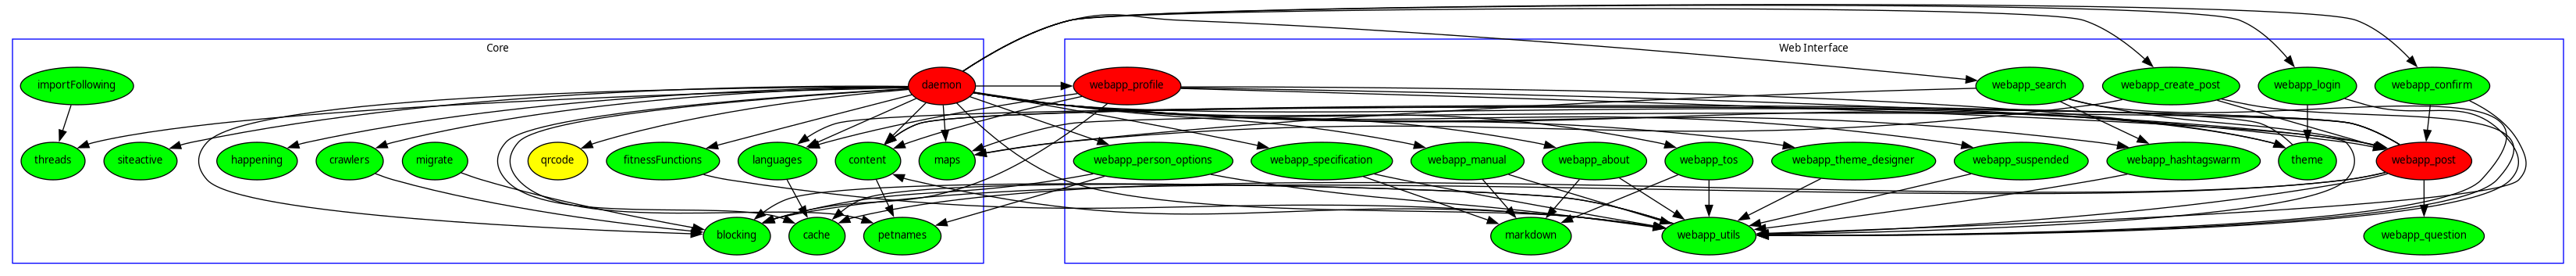 Core
Web Interface
importFollowing
daemon
webapp_profile
webapp_search
webapp_create_post
webapp_login
webapp_confirm
threads
siteactive
happening
crawlers
migrate
qrcode
fitnessFunctions
languages
content
maps
webapp_person_options
webapp_specification
webapp_manual
webapp_about
webapp_tos
webapp_theme_designer
webapp_suspended
webapp_hashtagswarm
theme
webapp_post
blocking
cache
petnames
markdown
webapp_utils
webapp_question